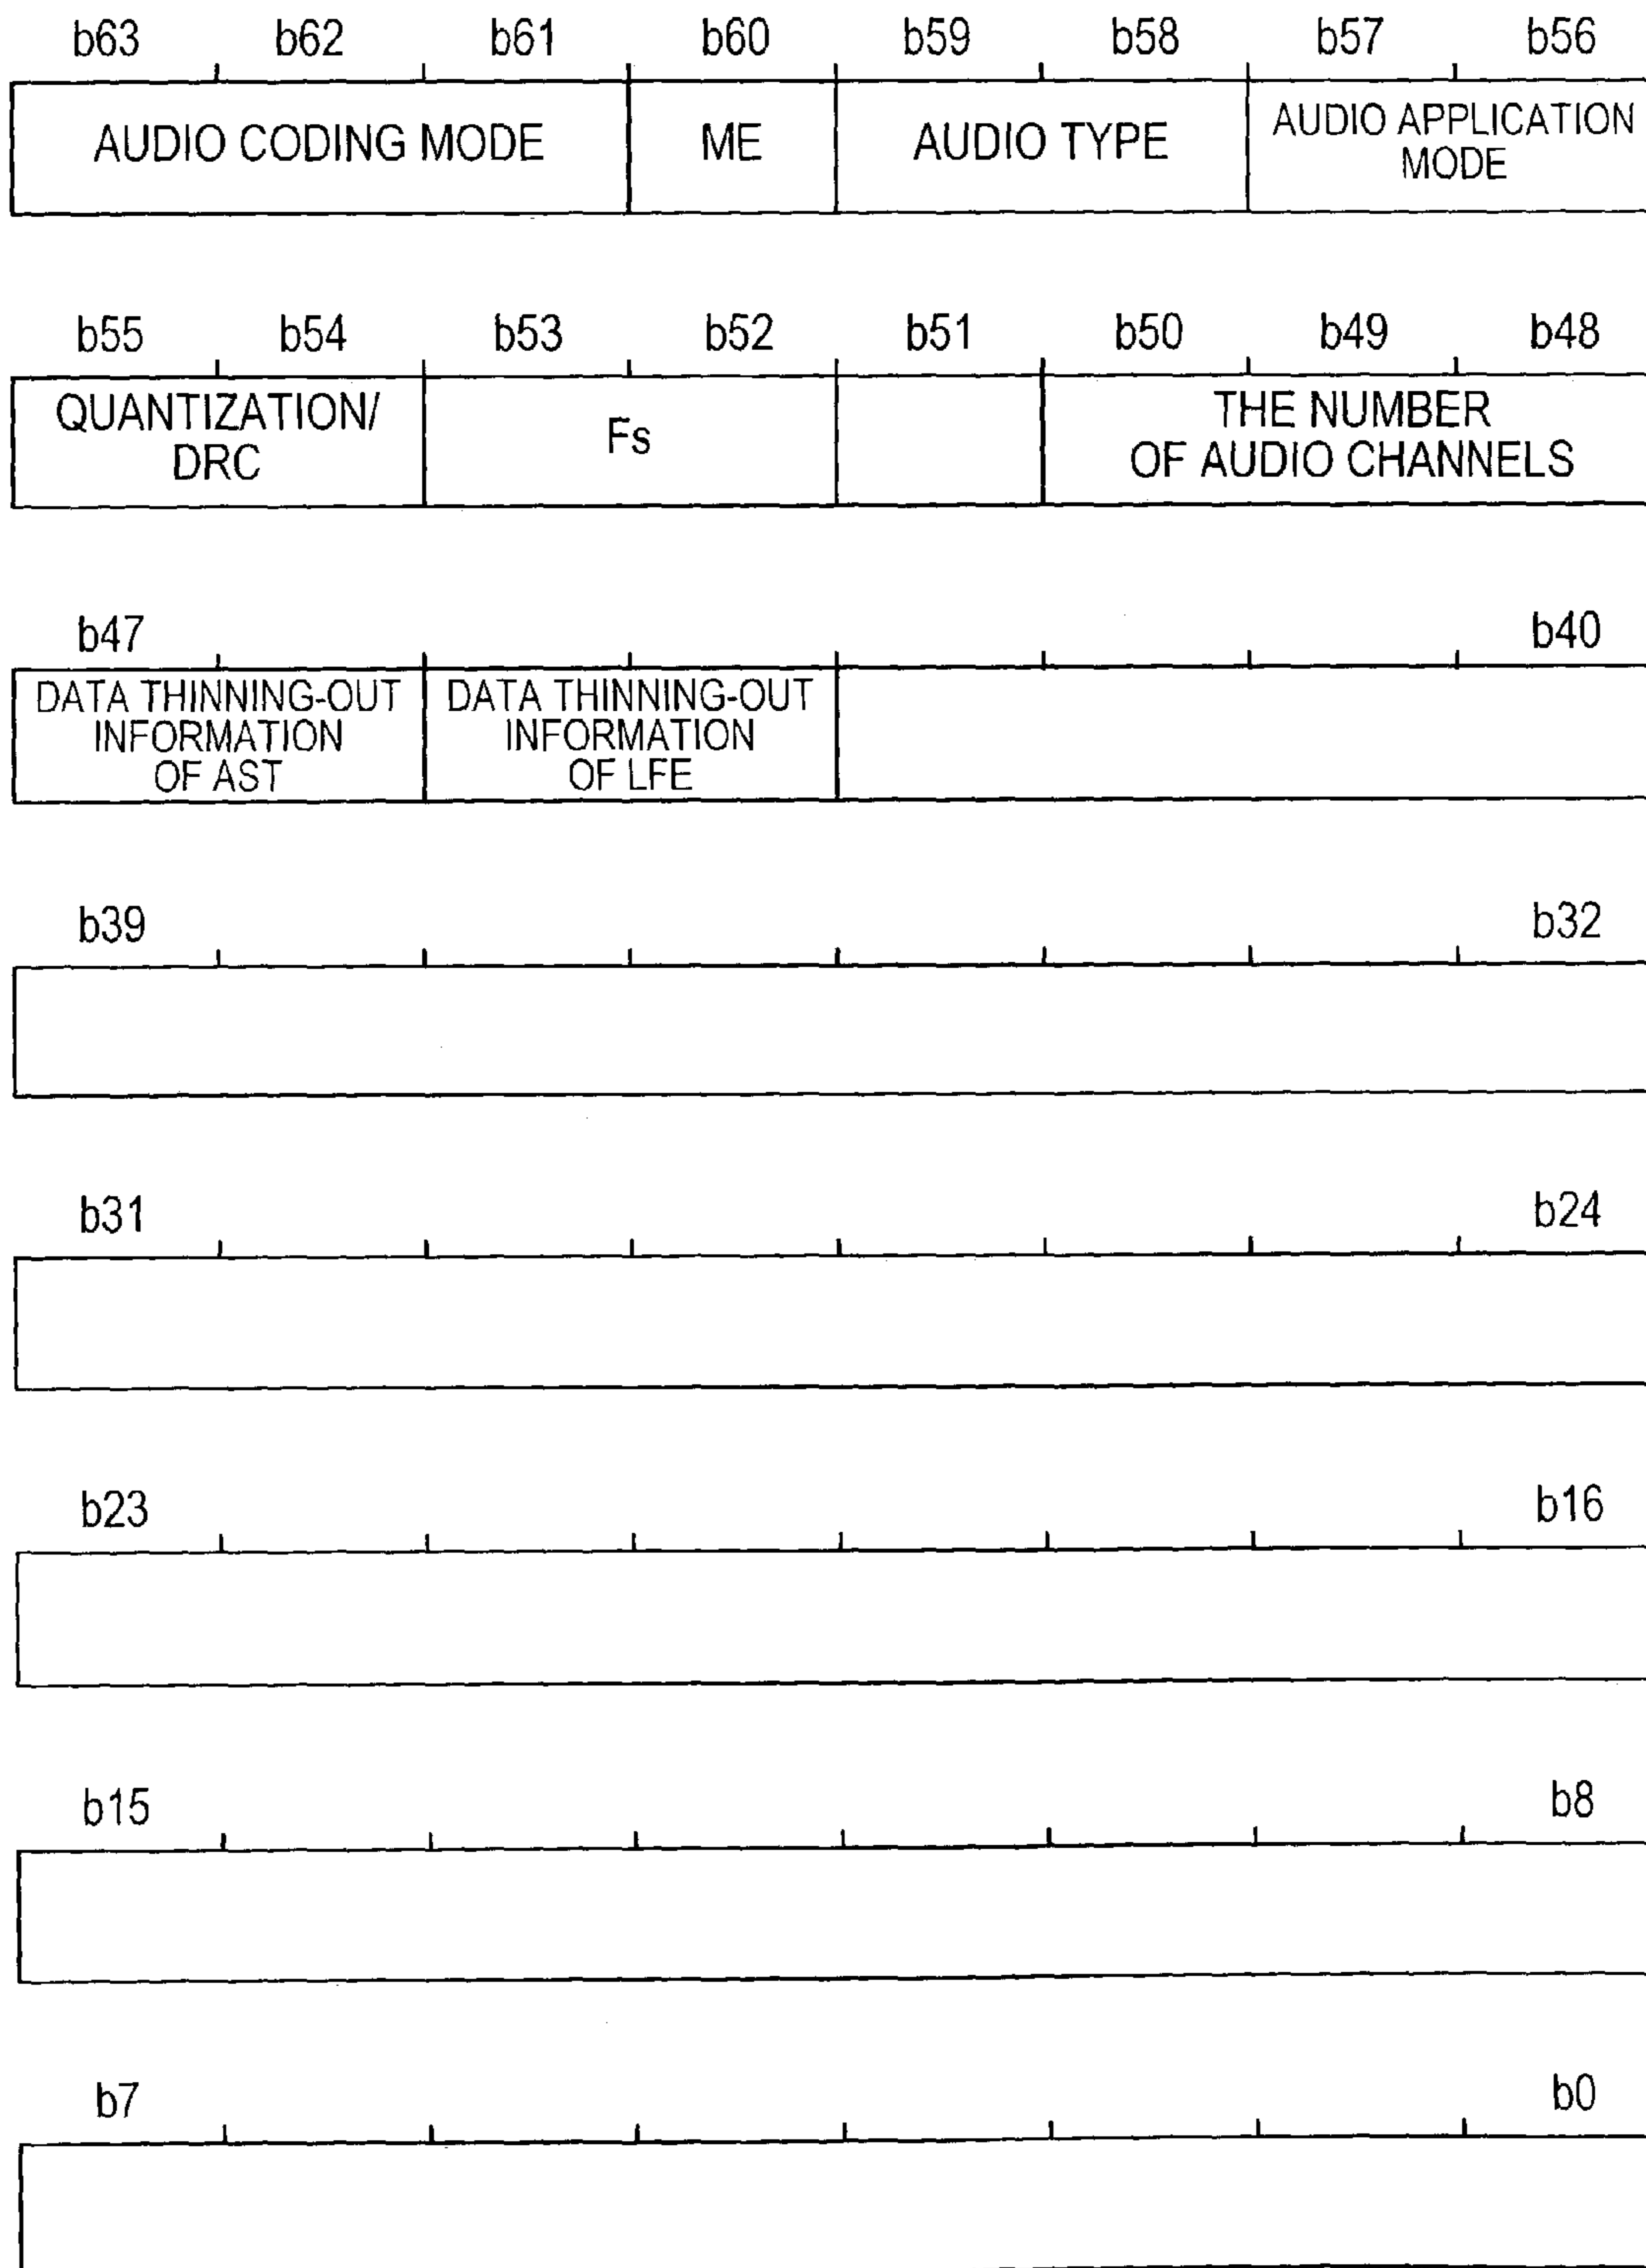 b63 b62 b61 b60 b59 b58 b57 b56
AUDIO CODING MODE ME AUDIO TYPE AUDIO APPLICATION
MODE
b55 b54 b53 b52 b51 b50 b49 b48
QUANTIZATION/
DRC
Fs
THE NUMBER
OF AUDIO CHANNELS
b47 b40
DATA THINNING-OUT
INFORMATION
OF AST
DATA THINNING-OUT
INFORMATION
OF LFE
b39 b32
b31 b24
b23 b16
b15 b8
b7 b0